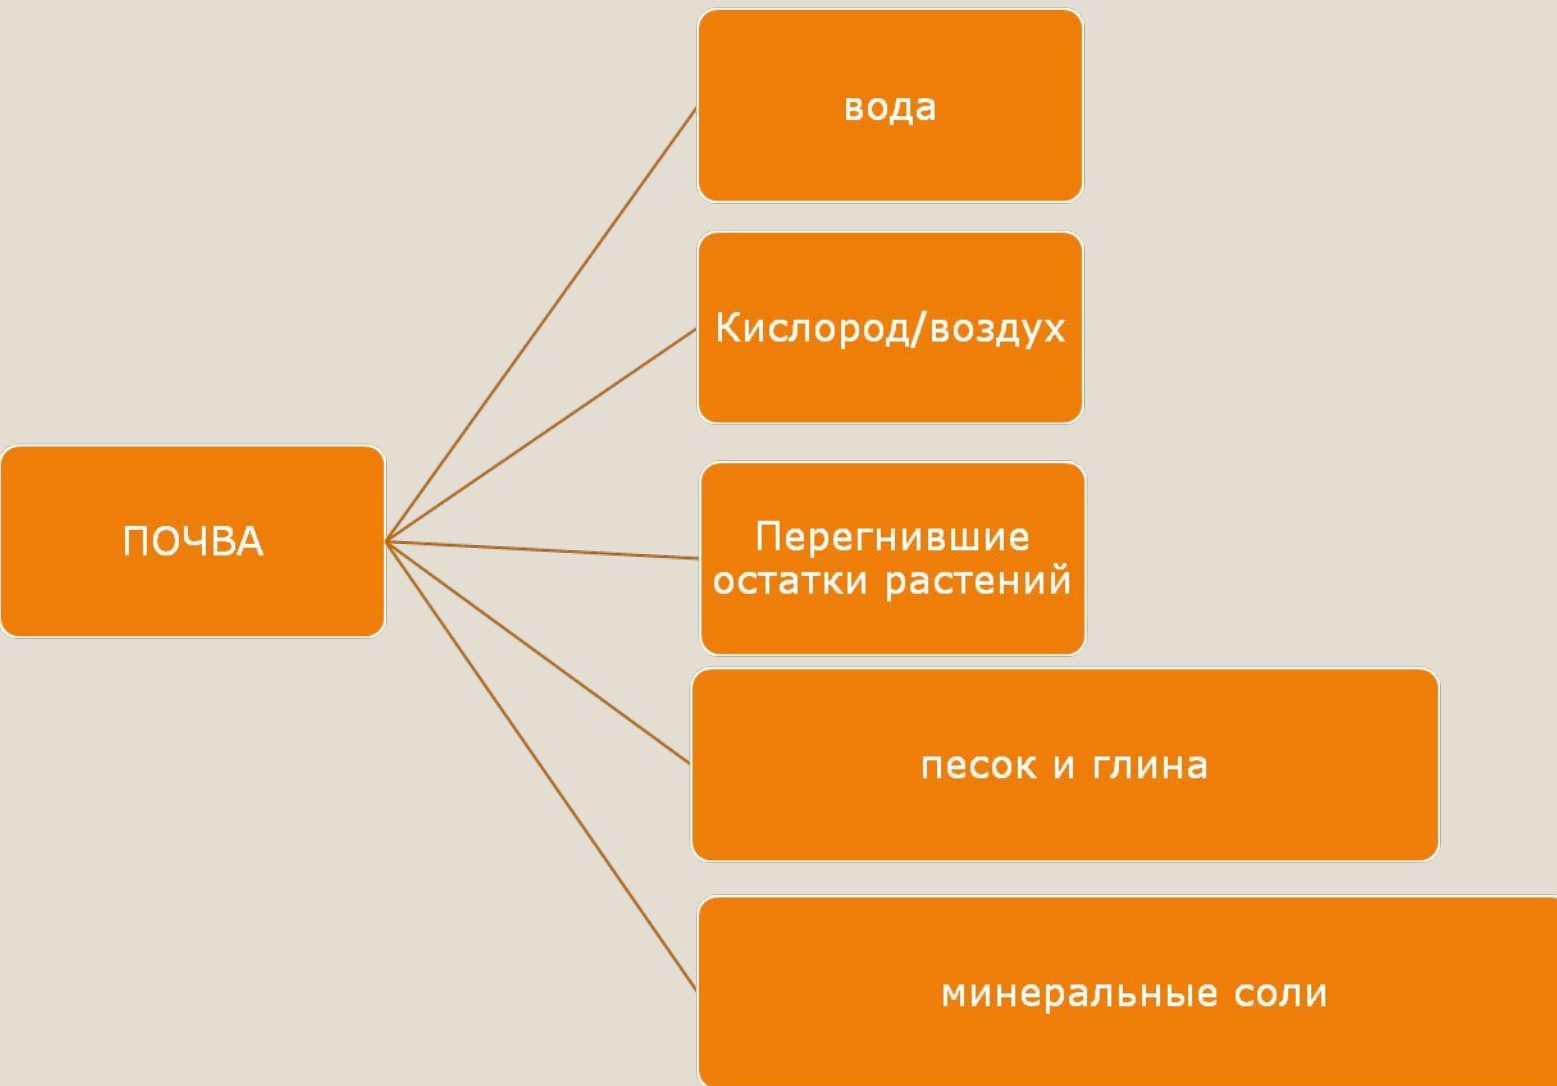 вода
Кислород/воздух
ПОЧВА
Перегнившие
остатки растений
песок и глина
минеральные соли